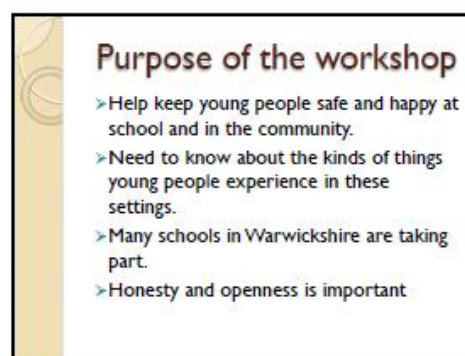 Purpose of the workshop
➢Help keep young people safe and happy at
school and in the community.
➢Need to know about the kinds of things
young people experience in these
settings.
➢Many schools in Warwickshire are taking
part.
➢Honesty and openness is important